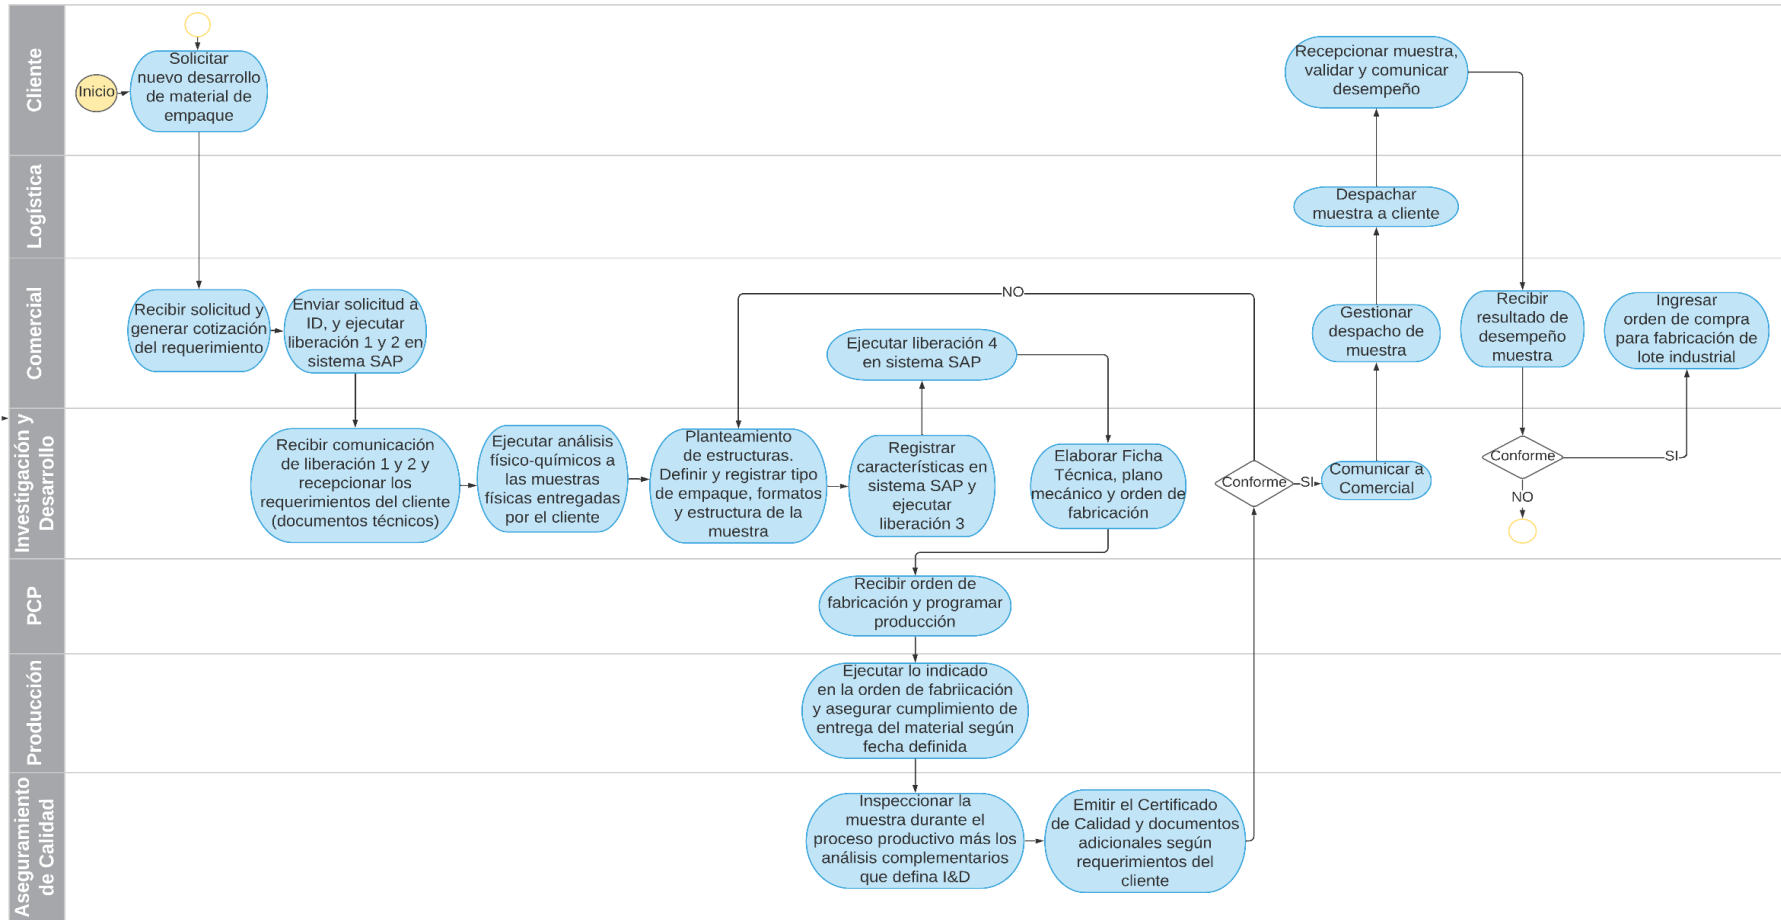 Cliente
Inicio
Solicitar
nuevo desarrollo
de material de
empaque
Recepcionar muestra,
validar y comunicar
desempeño
Logística
Despachar
muestra a cliente
Comercial
Recibir solicitud y
generar cotización
del requerimiento
Enviar solicitud a
ID, y ejecutar
liberación 1 y 2 en
sistema SAP
NO
Ejecutar liberación 4
en sistema SAP
Gestionar
despacho de
muestra
Recibir
resultado de
desempeño
muestra
Ingresar
orden de compra
para fabricación de
lote industrial
Investigación y
Desarrollo
Recibir comunicación
de liberación 1 y 2 y
recepcionar los
requerimientos del cliente
(documentos técnicos)
Ejecutar análisis
físico-químicos a
las muestras
físicas entregadas
por el cliente
Planteamiento
de estructuras.
Definir y registrar tipo
de empaque, formatos
y estructura de la
muestra
Registrar
características en
sistema SAP y
ejecutar
liberación 3
Elaborar Ficha
Técnica, plano
mecánico y orden de
fabricación
Conforme
SI
Comunicar a
Comercial
Conforme
SI
NO
PCP
Recibir orden de
fabricación y programar
producción
Producción
Ejecutar lo indicado
en la orden de fabriicación
y asegurar cumplimiento de
entrega del material según
fecha definida
Aseguramiento
de Calidad
Inspeccionar la
muestra durante el
proceso productivo más los
análisis complementarios
que defina I&D
Emitir el Certificado
de Calidad y documentos
adicionales según
requerimientos del
cliente